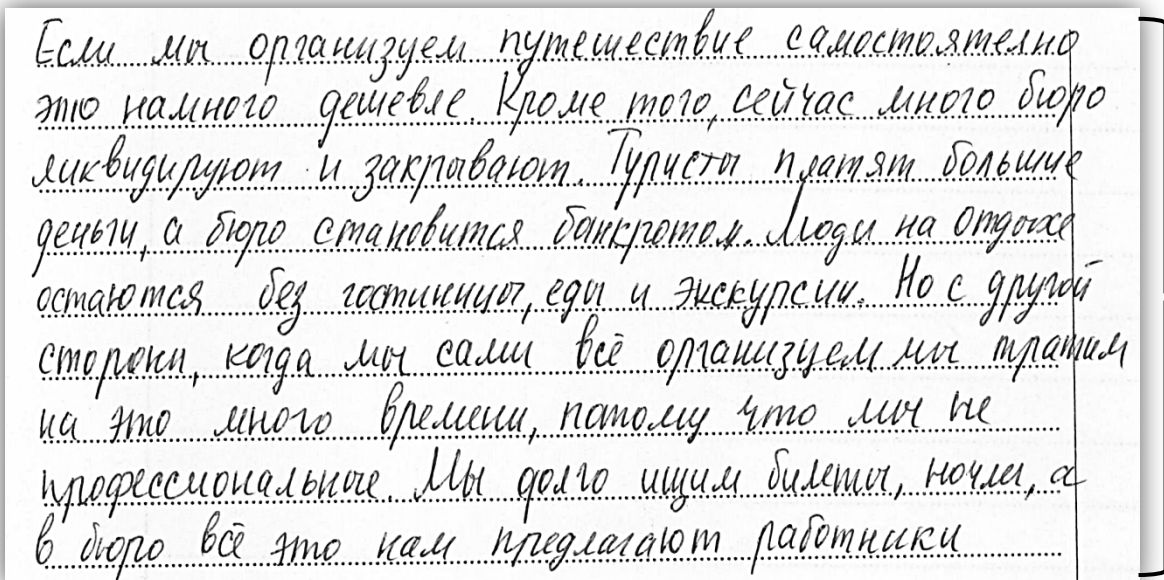 Если мы организуем путешествие самостоятелно
это намного дешевле. Кроме того, сейчас много бюро
ликвидируют и закрывают. Туристы платят большие
деньги, а бюро становится банкротом. Люди на отдыхе
остаются без гостиницы, еды и экскурсии. Но с другой
стороны, когда мы сами всё организуем мы тратим
на это много времени, потому что мы не
профессиональные. Мы долго ищим билеты, ночлег, а
в бюро всё это нам предлагают работники